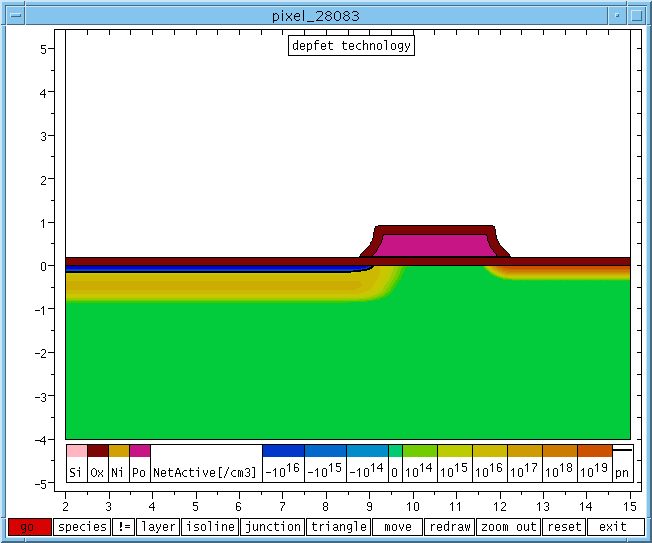 pixel_28083
depfet technology
5
4
3
2
1
0
-1
-2
-3
-4
-5
Si Ox Ni Po NetActive[/cm3] -10^16 -10^15 -10^14 0 10^14 10^15 10^16 10^17 10^18 10^19 pn
2 3 4 5 6 7 8 9 10 11 12 13 14 15
go species != layer isoline junction triangle move redraw zoom out reset exit